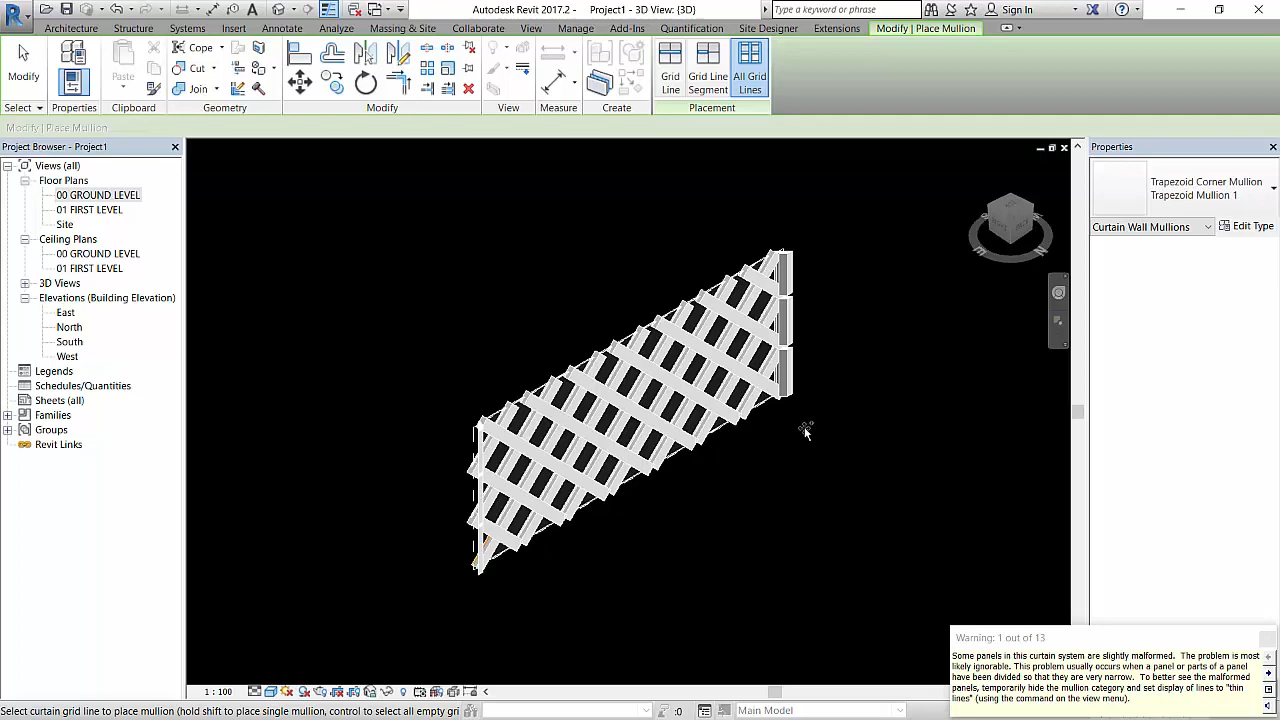 Autodesk Revit 2017.2 - Project1 - 3D View: {3D}
Type a keyword or phrase
Sign In
Architecture Structure Systems Insert Annotate Analyze Massing & Site Collaborate View Manage Add-Ins Quantification Site Designer Extensions Modify | Place Mullion
Modify
Paste
Cope
Cut
Join
Grid Line
Grid Line Segment
All Grid Lines
Select Properties Clipboard Geometry Modify View Measure Create Placement
Modify | Place Mullion
Project Browser - Project1
Views (all)
Floor Plans
00 GROUND LEVEL
01 FIRST LEVEL
Site
Ceiling Plans
00 GROUND LEVEL
01 FIRST LEVEL
3D Views
Elevations (Building Elevation)
East
North
South
West
Legends
Schedules/Quantities
Sheets (all)
Families
Groups
Revit Links
Properties
Trapezoid Corner Mullion
Trapezoid Mullion 1
Curtain Wall Mullions
Edit Type
Warning: 1 out of 13
Some panels in this curtain system are slightly malformed. The problem is most
likely ignorable. This problem usually occurs when a panel or parts of a panel
have been divided so that they are very narrow. To better see the malformed
panels, temporarily hide the mullion category and set display of lines to "thin
lines" (using the command on the view menu).
1 : 100
Select curtain grid line to place mullion (hold shift to place single mullion, control to select all empty gri
:0
Main Model